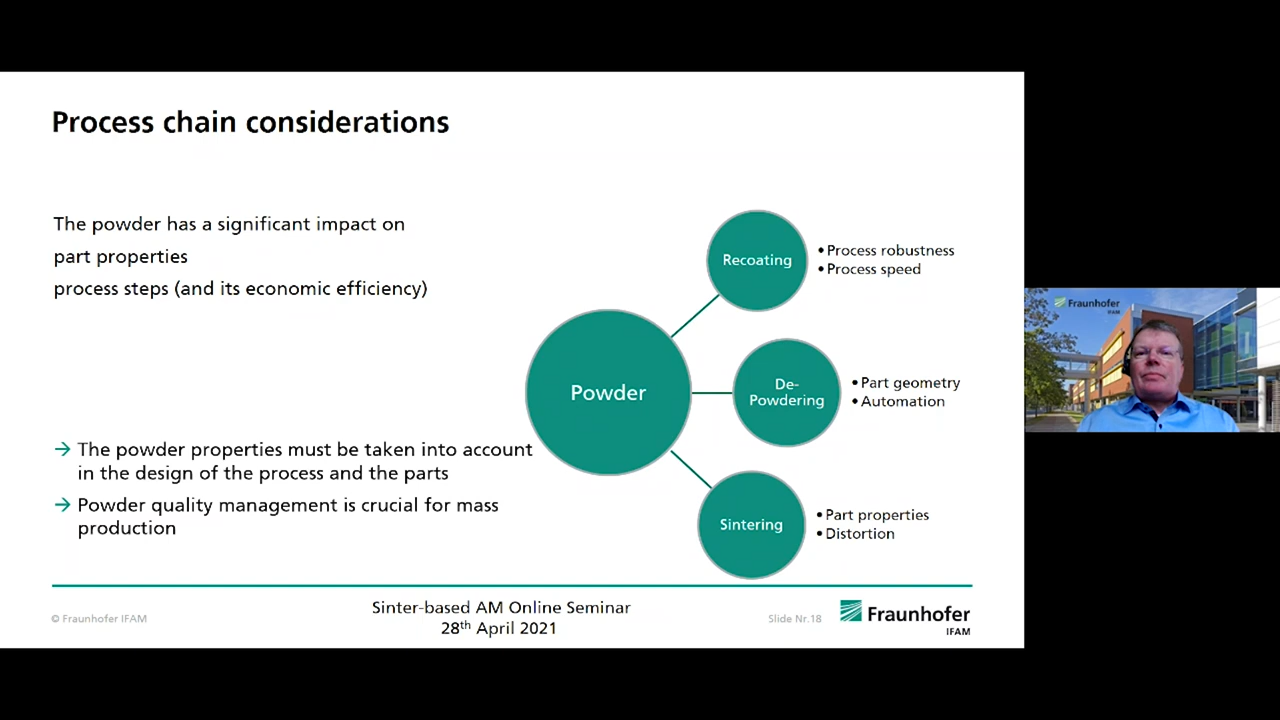 Process chain considerations
The powder has a significant impact on
part properties
process steps (and its economic efficiency)
→ The powder properties must be taken into account
in the design of the process and the parts
→ Powder quality management is crucial for mass
production
Powder
Recoating
• Process robustness
• Process speed
De-
Powdering
• Part geometry
• Automation
Sintering
• Part properties
• Distortion
© Fraunhofer IFAM
Sinter-based AM Online Seminar
28th April 2021
Slide Nr.18
Fraunhofer
IFAM
Fraunhofer
IFAM